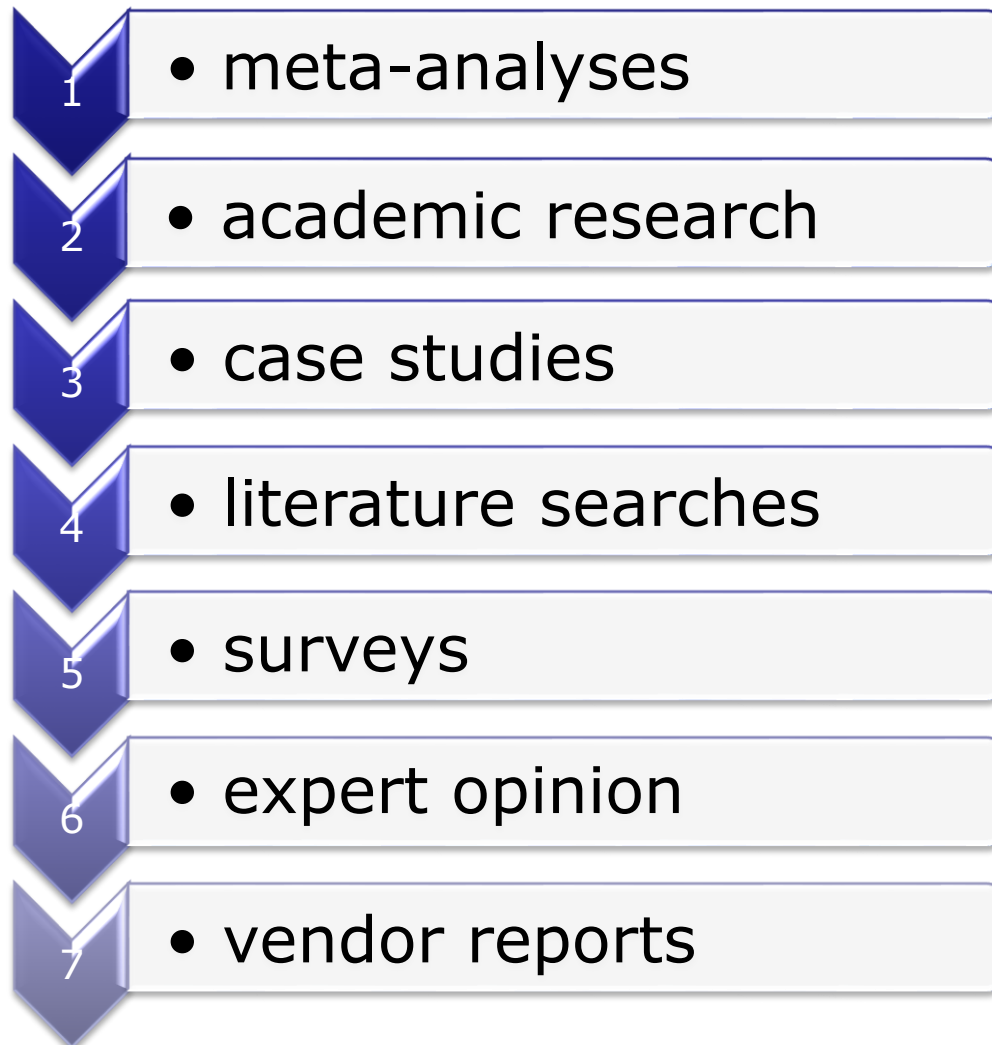 1 • meta-analyses
2 • academic research
3 • case studies
4 • literature searches
5 • surveys
6 • expert opinion
7 • vendor reports